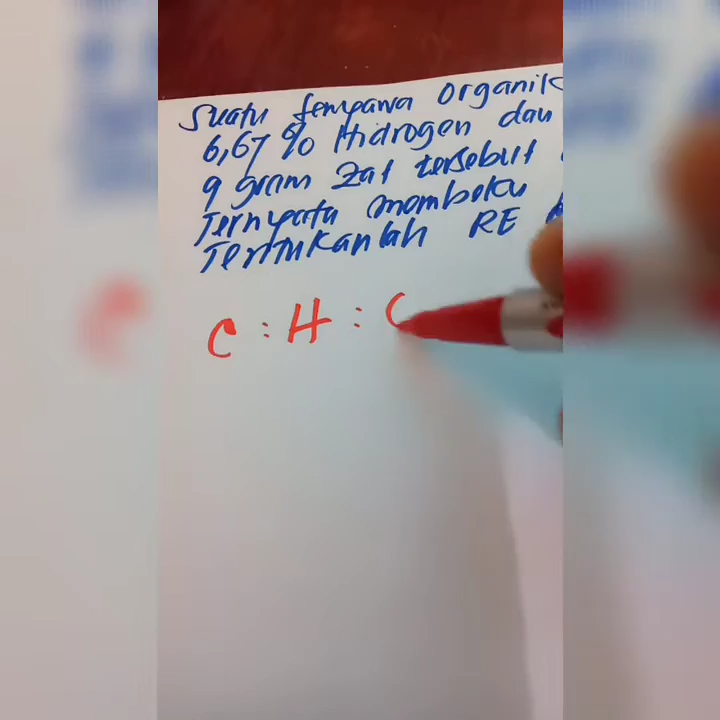 Suatu senyawa organik
6,67 % Hidrogen dan
9 gram zat tersebut
Ternyata membeku
Tentukanlah RE
C : H : C